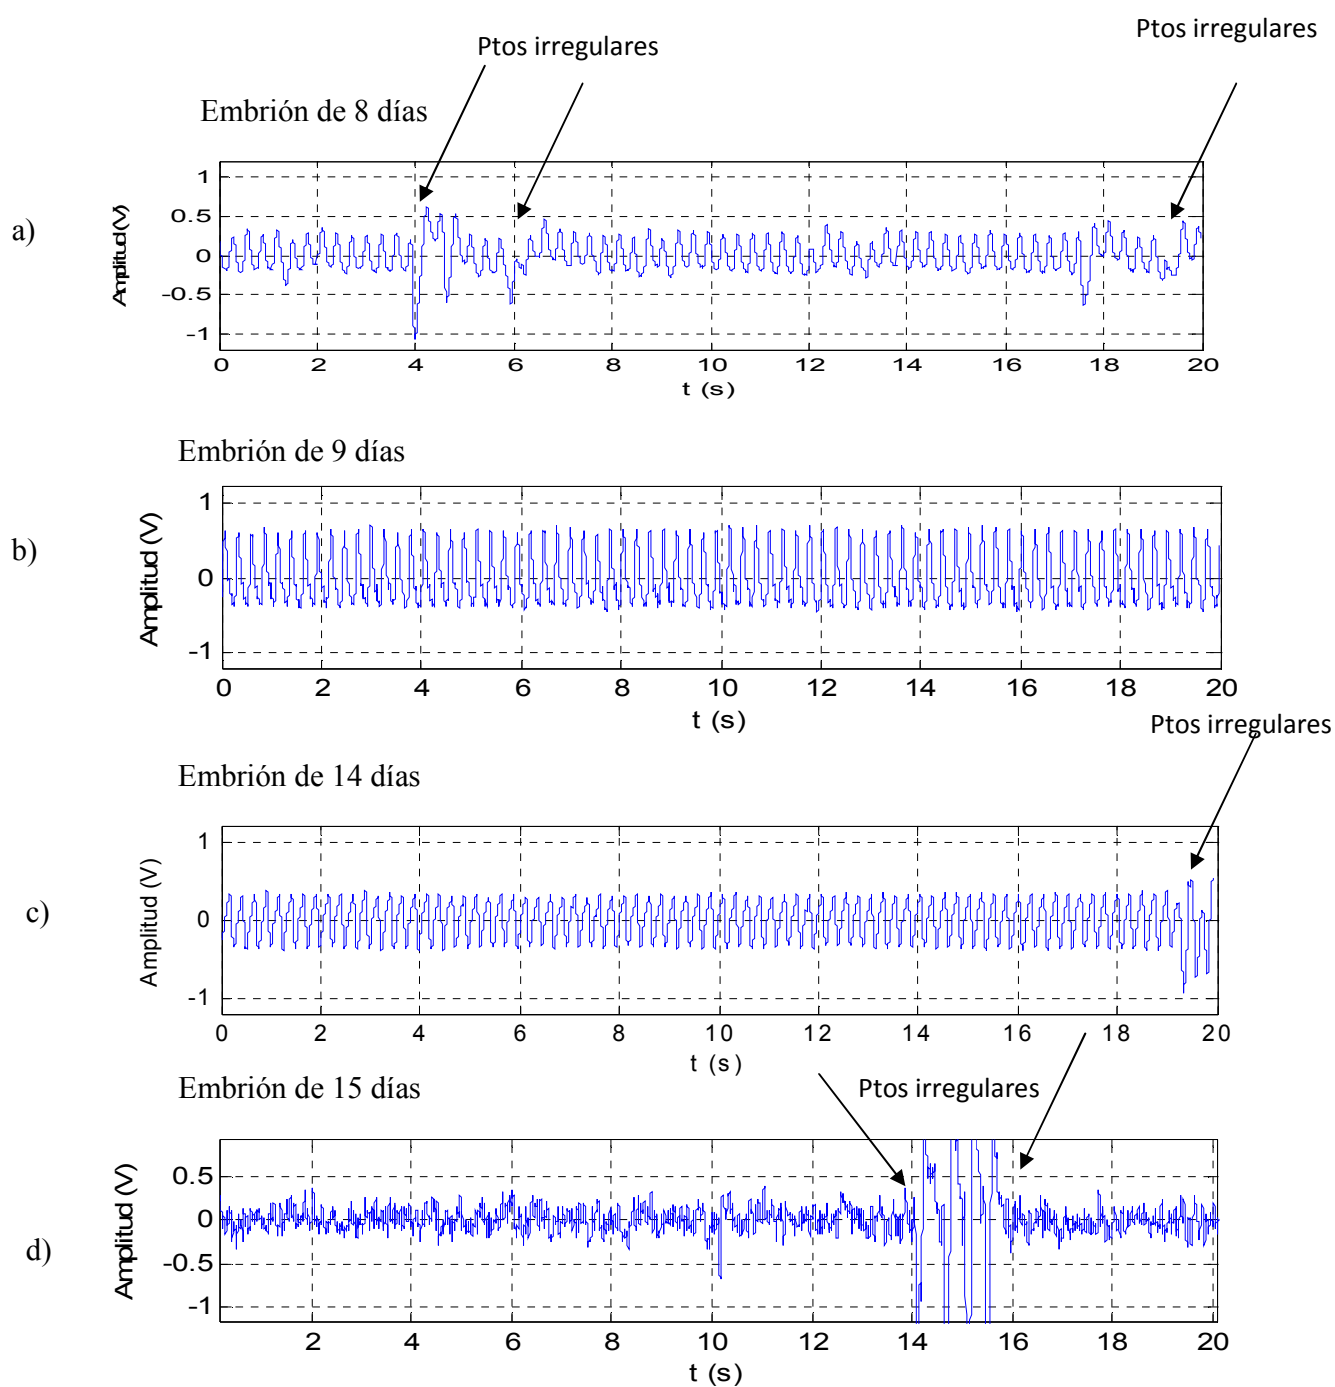 Ptos irregulares
Ptos irregulares
Embrión de 8 días
a)
Amplitud(V)
1
0.5
0
-0.5
-1
0 2 4 6 8 10 12 14 16 18 20
t (s)
Embrión de 9 días
b)
Amplitud (V)
1
0
-1
0 2 4 6 8 10 12 14 16 18 20
t (s)
Ptos irregulares
Embrión de 14 días
c)
Amplitud (V)
1
0
-1
0 2 4 6 8 10 12 14 16 18 20
t (s)
Embrión de 15 días
Ptos irregulares
d)
Amplitud (V)
0.5
0
-0.5
-1
2 4 6 8 10 12 14 16 18 20
t (s)